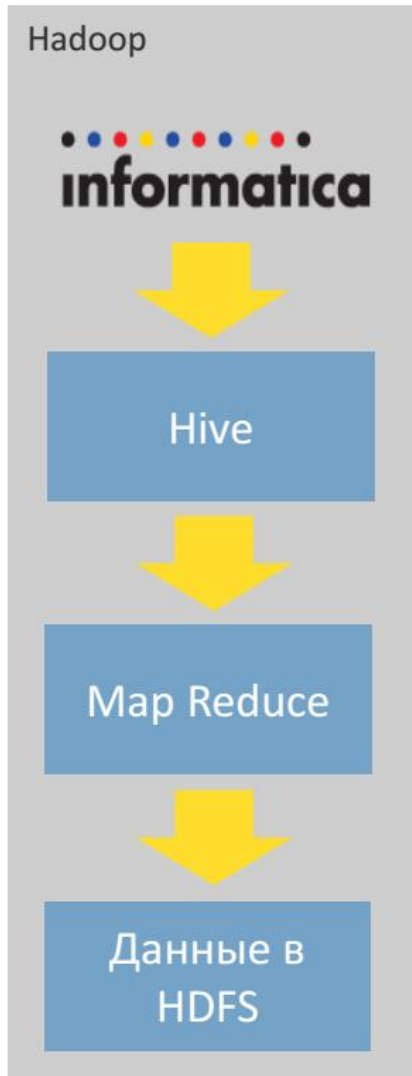 Hadoop
informatica
Hive
Map Reduce
Данные в
HDFS